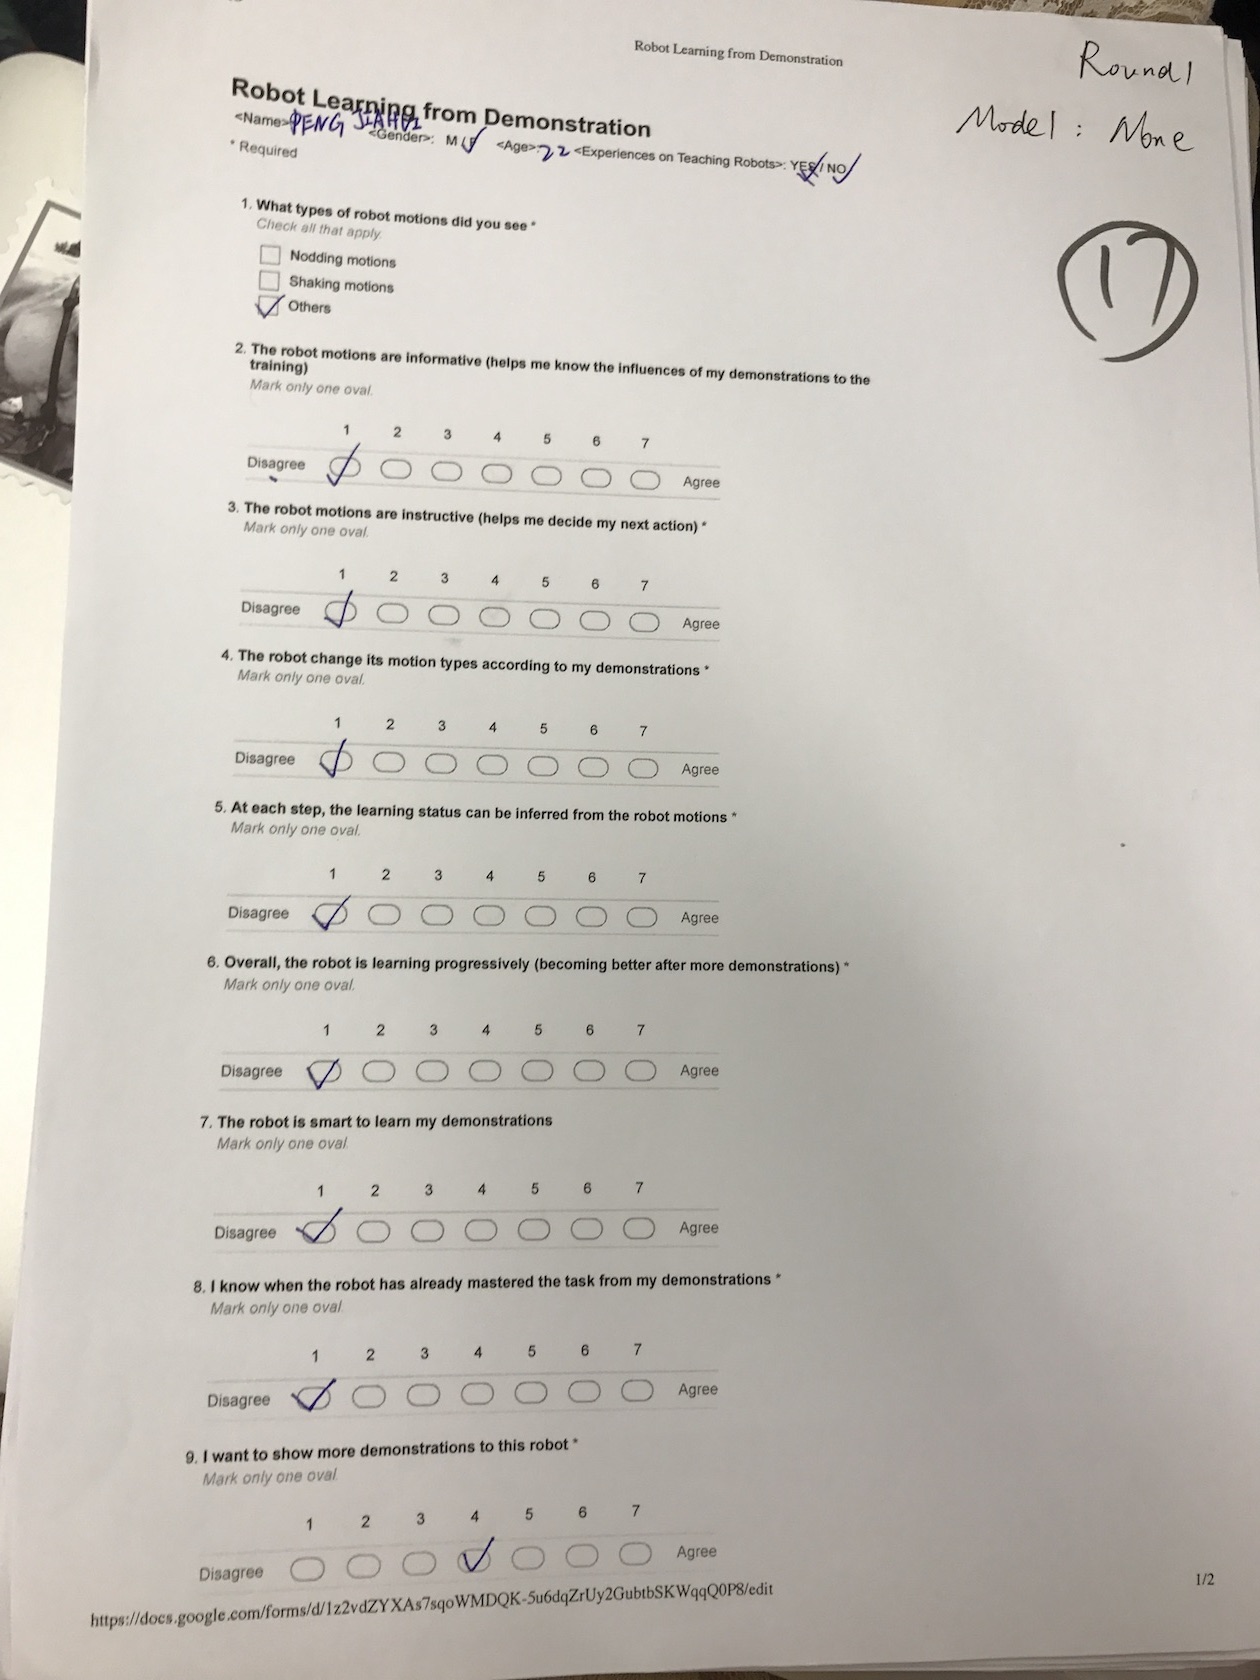 Robot Learning from Demonstration
Round1
Model: None
17
Robot Learning from Demonstration
<Name> PENG JIAHUI <Gender>: M / F <Age>: 22 <Experiences on Teaching Robots>: YES / NO
* Required
1. What types of robot motions did you see *
Check all that apply.
Nodding motions
Shaking motions
Others
2. The robot motions are informative (helps me know the influences of my demonstrations to the
training)
Mark only one oval.
1 2 3 4 5 6 7
Disagree Agree
3. The robot motions are instructive (helps me decide my next action) *
Mark only one oval.
1 2 3 4 5 6 7
Disagree Agree
4. The robot change its motion types according to my demonstrations *
Mark only one oval.
1 2 3 4 5 6 7
Disagree Agree
5. At each step, the learning status can be inferred from the robot motions *
Mark only one oval.
1 2 3 4 5 6 7
Disagree Agree
6. Overall, the robot is learning progressively (becoming better after more demonstrations) *
Mark only one oval.
1 2 3 4 5 6 7
Disagree Agree
7. The robot is smart to learn my demonstrations
Mark only one oval.
1 2 3 4 5 6 7
Disagree Agree
8. I know when the robot has already mastered the task from my demonstrations *
Mark only one oval.
1 2 3 4 5 6 7
Disagree Agree
9. I want to show more demonstrations to this robot *
Mark only one oval.
1 2 3 4 5 6 7
Disagree Agree
https://docs.google.com/forms/d/1z2vdZYXAs7sqoWMDQK-5u6dqZrUy2GubtbSKWqqQ0P8/edit
1/2